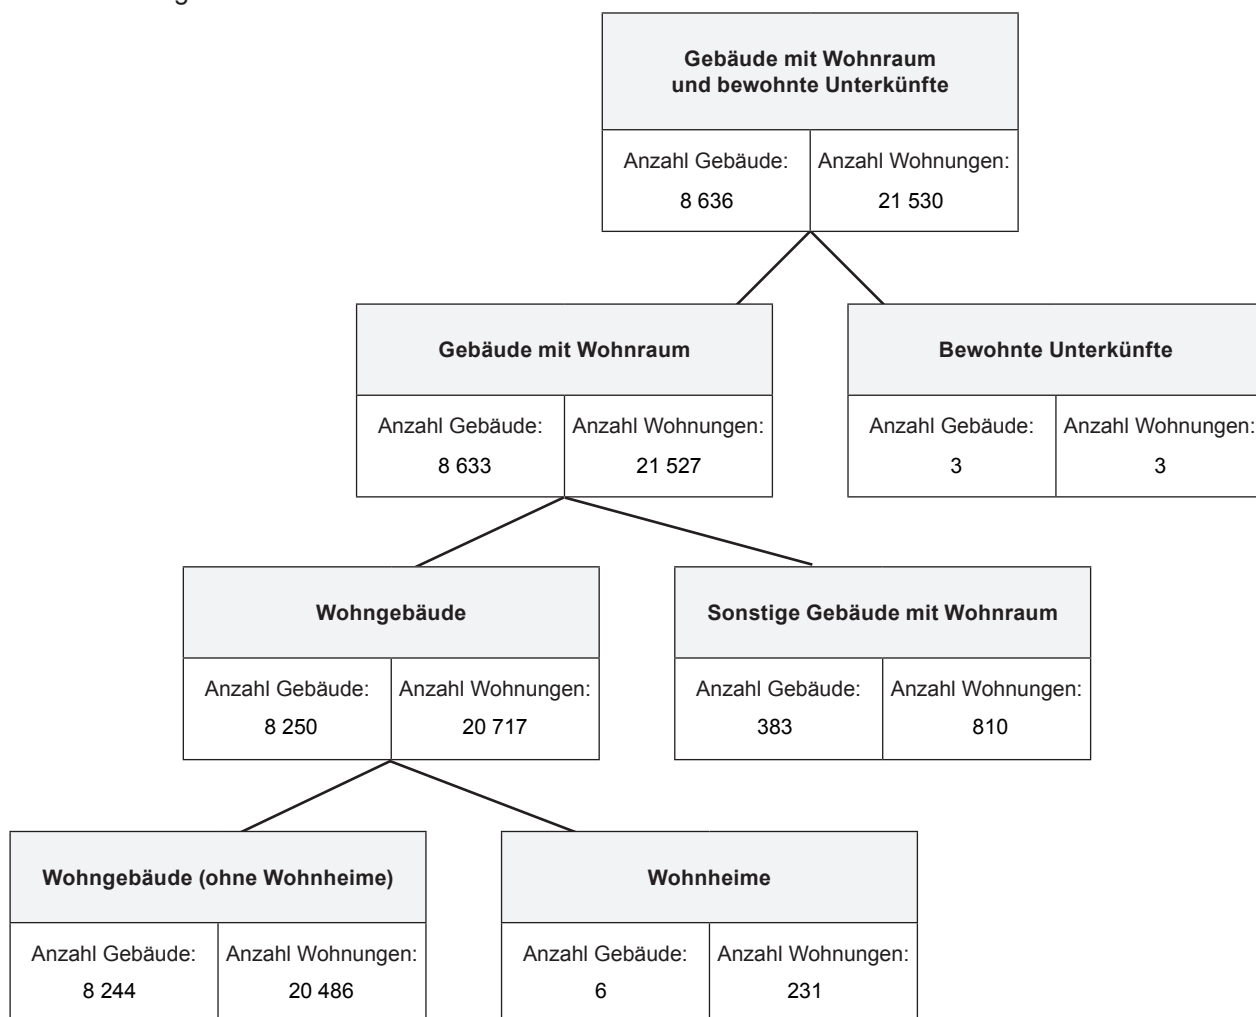 Gebäude mit Wohnraum
und bewohnte Unterkünfte
Anzahl Gebäude: Anzahl Wohnungen:
8 636 21 530
Gebäude mit Wohnraum
Anzahl Gebäude: Anzahl Wohnungen:
8 633 21 527
Bewohnte Unterkünfte
Anzahl Gebäude: Anzahl Wohnungen:
3 3
Wohngebäude
Anzahl Gebäude: Anzahl Wohnungen:
8 250 20 717
Sonstige Gebäude mit Wohnraum
Anzahl Gebäude: Anzahl Wohnungen:
383 810
Wohngebäude (ohne Wohnheime)
Anzahl Gebäude: Anzahl Wohnungen:
8 244 20 486
Wohnheime
Anzahl Gebäude: Anzahl Wohnungen:
6 231